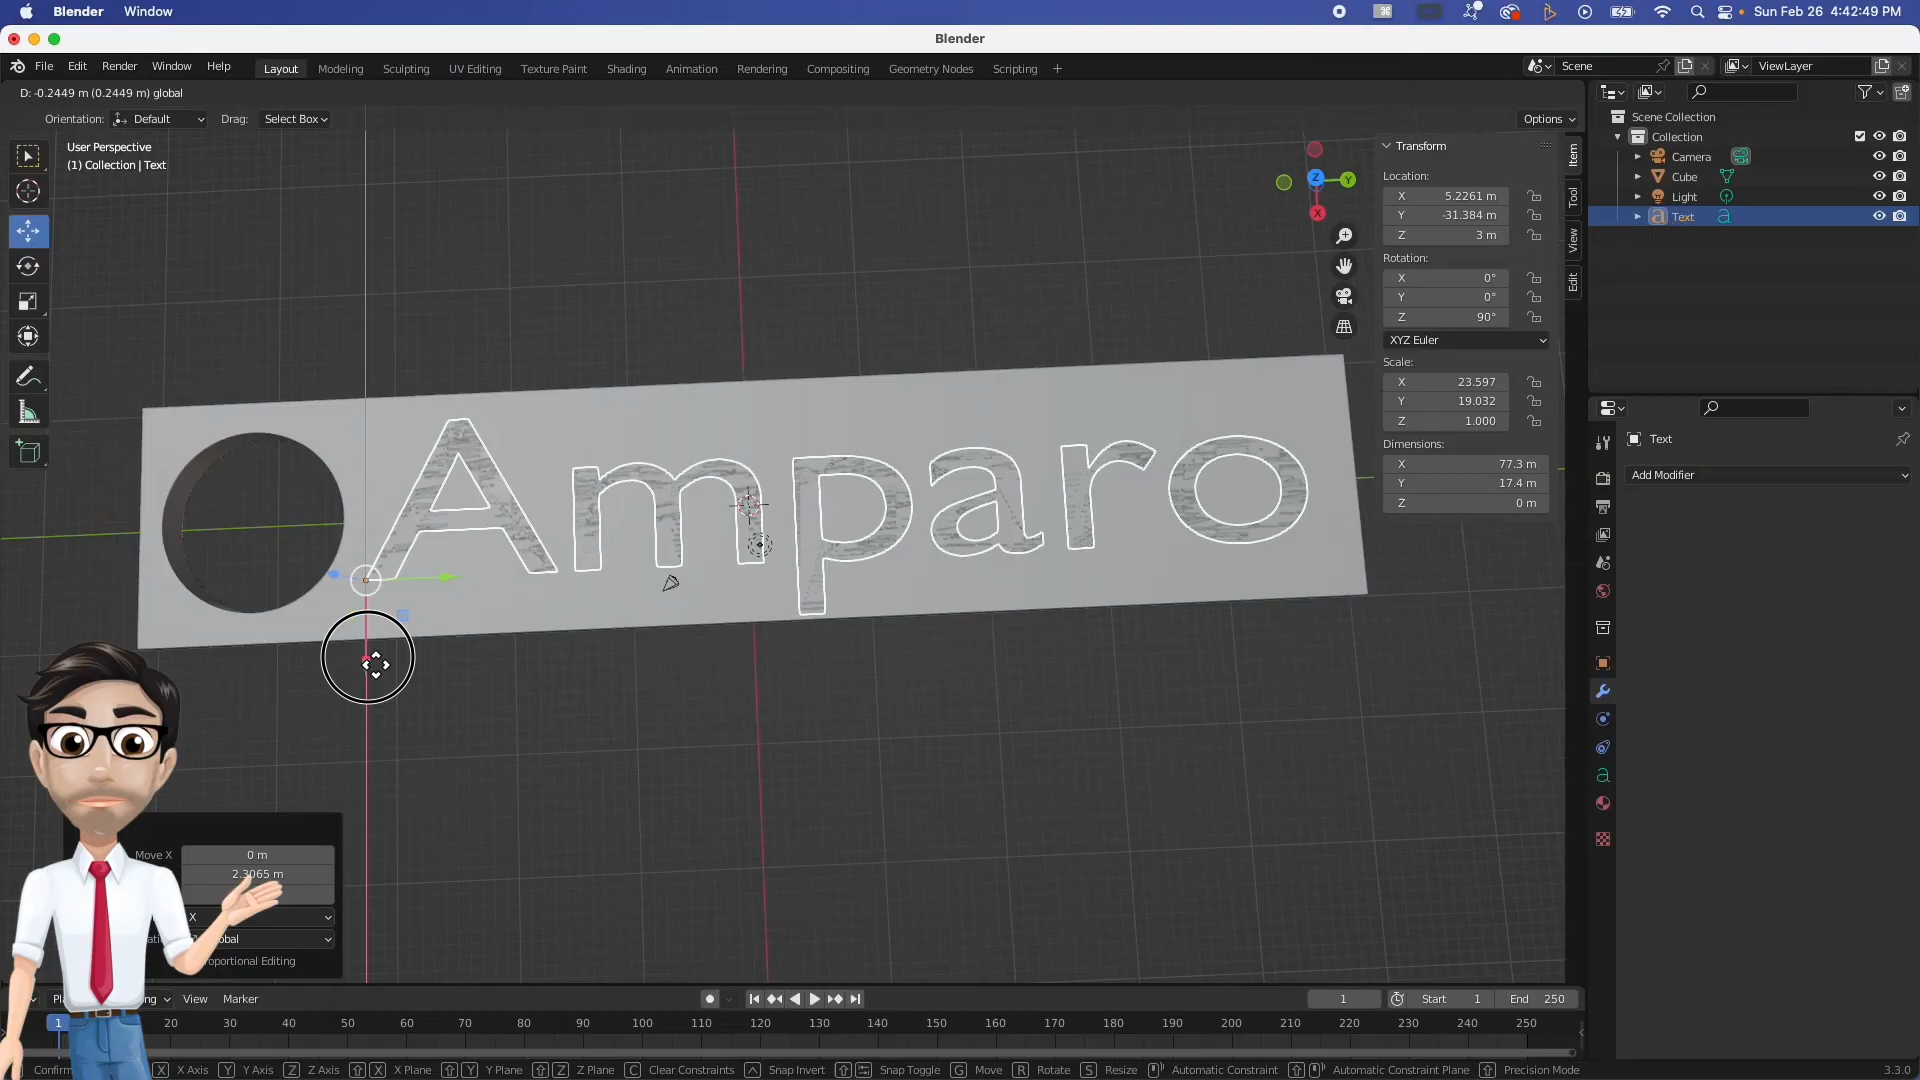 Blender Window Sun Feb 26 4:42:49 PM
Blender
File Edit Render Window Help Layout Modeling Sculpting UV Editing Texture Paint Shading Animation Rendering Compositing Geometry Nodes Scripting + Scene ViewLayer
D: -0.2449 m (0.2449 m) global
Orientation: Default Drag: Select Box Options
User Perspective
(1) Collection | Text
Z Y X
Transform
Location:
X 5.2261 m
Y -31.384 m
Z 3 m
Rotation:
X 0°
Y 0°
Z 90°
XYZ Euler
Scale:
X 23.597
Y 19.032
Z 1.000
Dimensions:
X 77.3 m
Y 17.4 m
Z 0 m
Item
Tool
View
Edit
Scene Collection
Collection
Camera
Cube
Light
Text
Text
Add Modifier
Amparo
Move X 0 m
2.3065 m
X
roportional Editing
View Marker 1 Start 1 End 250
1 20 30 40 50 60 70 80 90 100 110 120 130 140 150 160 170 180 190 200 210 220 230 240 250
Confirm X X Axis Y Y Axis Z Z Axis X X Plane Y Y Plane Z Z Plane C Clear Constraints Snap Invert Snap Toggle G Move R Rotate S Resize Automatic Constraint Automatic Constraint Plane Precision Mode 3.3.0